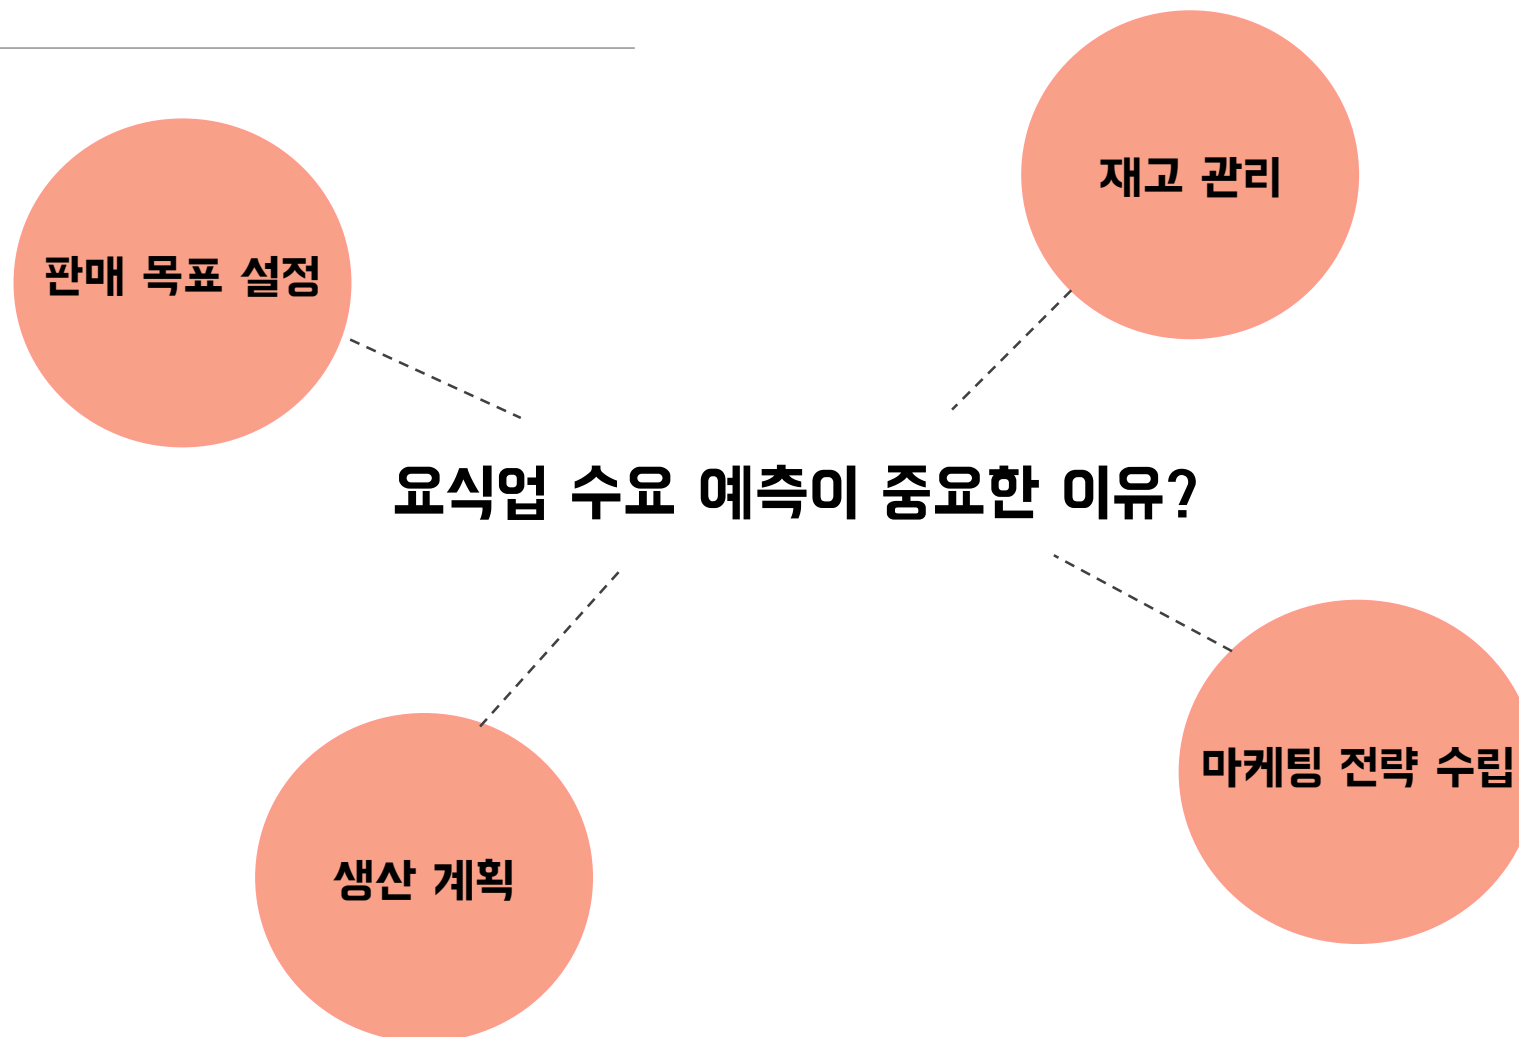 재고 관리
판매 목표 설정
요식업 수요 예측이 중요한 이유?
마케팅 전략 수립
생산 계획